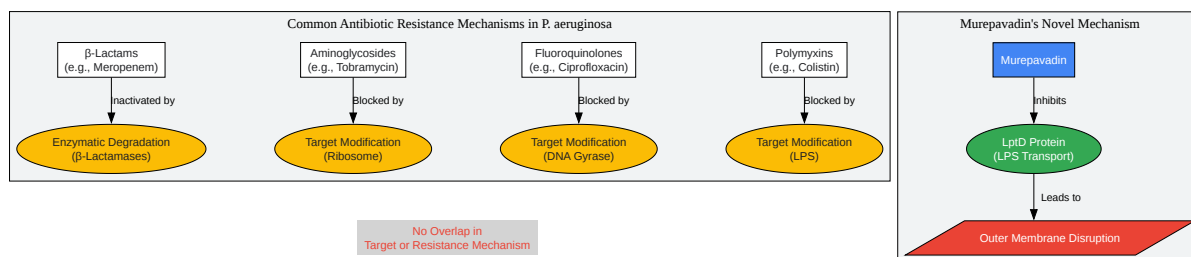 Common Antibiotic Resistance Mechanisms in P. aeruginosa
β-Lactams
(e.g., Meropenem)
Inactivated by
Enzymatic Degradation
(β-Lactamases)
Aminoglycosides
(e.g., Tobramycin)
Blocked by
Target Modification
(Ribosome)
Fluoroquinolones
(e.g., Ciprofloxacin)
Blocked by
Target Modification
(DNA Gyrase)
Polymyxins
(e.g., Colistin)
Blocked by
Target Modification
(LPS)
No Overlap in
Target or Resistance Mechanism
Murepavadin's Novel Mechanism
Murepavadin
Inhibits
LptD Protein
(LPS Transport)
Leads to
Outer Membrane Disruption